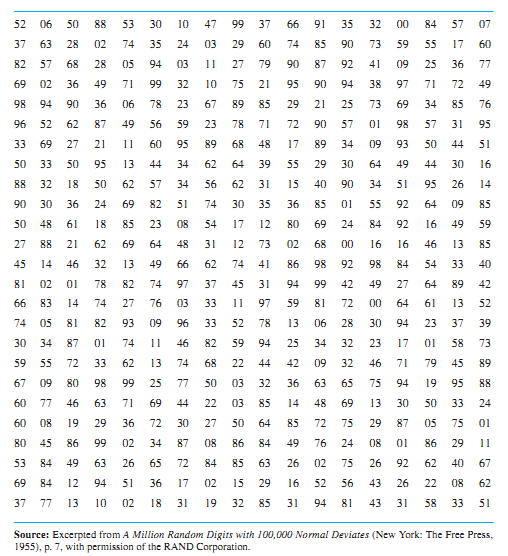 52 06 50 88 53 30 10 47 99 37 66 91 35 32 00 84 57 07
37 63 28 02 74 35 24 03 29 60 74 85 90 73 59 55 17 60
82 57 68 28 05 94 03 11 27 79 90 87 92 41 09 25 36 77
69 02 36 49 71 99 32 10 75 21 95 90 94 38 97 71 72 49
98 94 90 36 06 78 23 67 89 85 29 21 25 73 69 34 85 76
96 52 62 87 49 56 59 23 78 71 72 90 57 01 98 57 31 95
33 69 27 21 11 60 95 89 68 48 17 89 34 09 93 50 44 51
50 33 50 95 13 44 34 62 64 39 55 29 30 64 49 44 30 16
88 32 18 50 62 57 34 56 62 31 15 40 90 34 51 95 26 14
90 30 36 24 69 82 51 74 30 35 36 85 01 55 92 64 09 85
50 48 61 18 85 23 08 54 17 12 80 69 24 84 92 16 49 59
27 88 21 62 69 64 48 31 12 73 02 68 00 16 16 46 13 85
45 14 46 32 13 49 66 62 74 41 86 98 92 98 84 54 33 40
81 02 01 78 82 74 97 37 45 31 94 99 42 49 27 64 89 42
66 83 14 74 27 76 03 33 11 97 59 81 72 00 64 61 13 52
74 05 81 82 93 09 96 33 52 78 13 06 28 30 94 23 37 39
30 34 87 01 74 11 46 82 59 94 25 34 32 23 17 01 58 73
59 55 72 33 62 13 74 68 22 44 42 09 32 46 71 79 45 89
67 09 80 98 99 25 77 50 03 32 36 63 65 75 94 19 95 88
60 77 46 63 71 69 44 22 03 85 14 48 69 13 30 50 33 24
60 08 19 29 36 72 30 27 50 64 85 72 75 29 87 05 75 01
80 45 86 99 02 34 87 08 86 84 49 76 24 08 01 86 29 11
53 84 49 63 26 65 72 84 85 63 26 02 75 26 92 62 40 67
69 84 12 94 51 36 17 02 15 29 16 52 56 43 26 22 08 62
37 77 13 10 02 18 31 19 32 85 31 94 81 43 31 58 33 51
Source: Excerpted from A Million Random Digits with 100,000 Normal Deviates (New York: The Free Press,
1955), p. 7, with permission of the RAND Corporation.